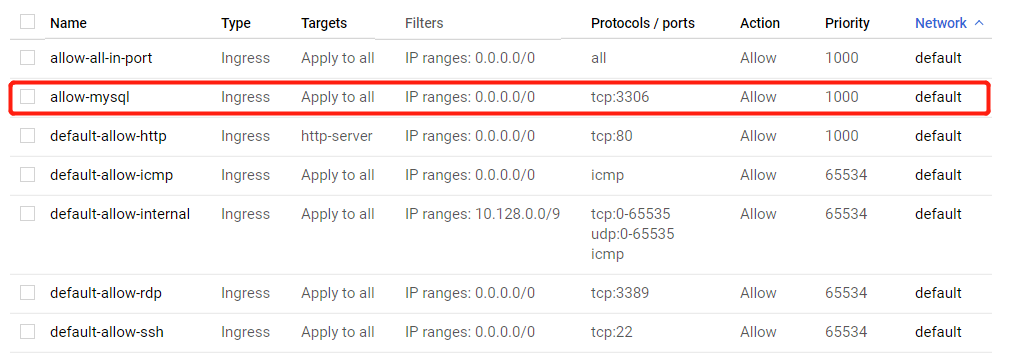 Name Type Targets Filters Protocols / ports Action Priority Network
allow-all-in-port Ingress Apply to all IP ranges: 0.0.0.0/0 all Allow 1000 default
allow-mysql Ingress Apply to all IP ranges: 0.0.0.0/0 tcp:3306 Allow 1000 default
default-allow-http Ingress http-server IP ranges: 0.0.0.0/0 tcp:80 Allow 1000 default
default-allow-icmp Ingress Apply to all IP ranges: 0.0.0.0/0 icmp Allow 65534 default
default-allow-internal Ingress Apply to all IP ranges: 10.128.0.0/9 tcp:0-65535 Allow 65534 default
udp:0-65535
icmp
default-allow-rdp Ingress Apply to all IP ranges: 0.0.0.0/0 tcp:3389 Allow 65534 default
default-allow-ssh Ingress Apply to all IP ranges: 0.0.0.0/0 tcp:22 Allow 65534 default